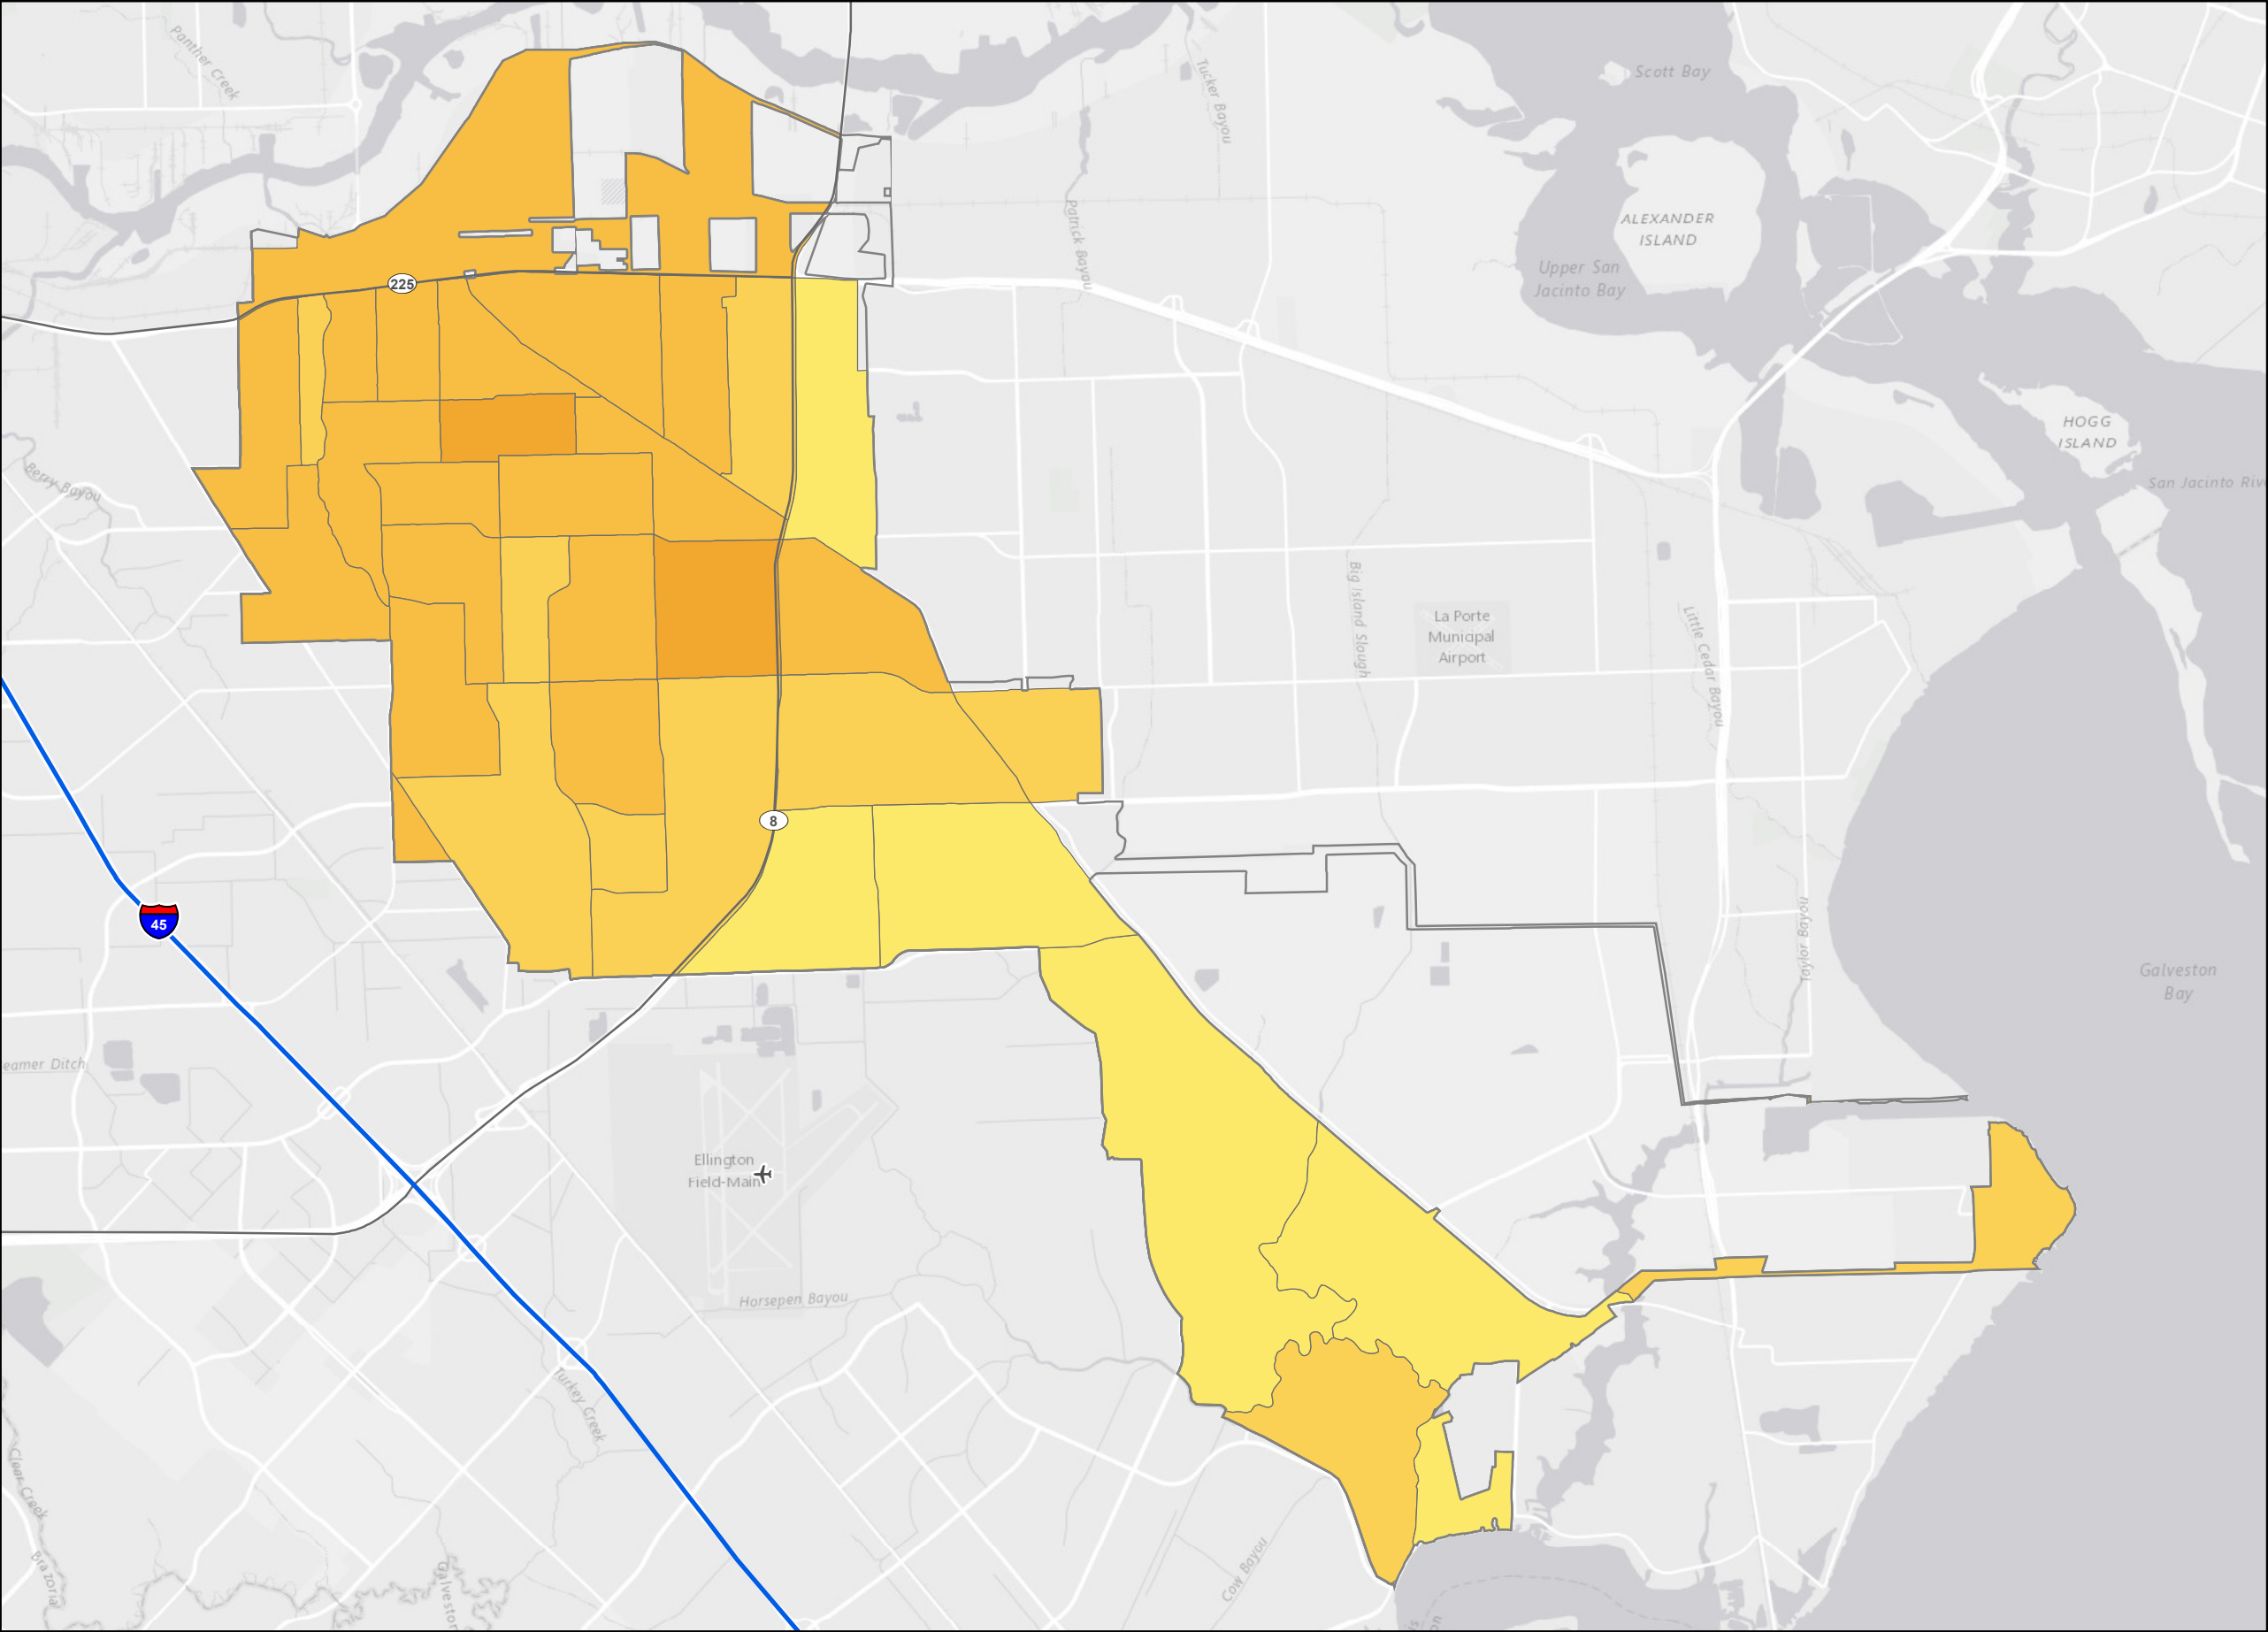 Panther Creek
Tucker Bayou
Scott Bay
ALEXANDER
ISLAND
Patrick Bayou
Upper San
Jacinto Bay
225
HOGG
ISLAND
Berry Bayou
San Jacinto Riv
Big Island Slough
La Porte
Municipal
Airport
Little Cedar Bayou
8
45
Taylor Bayou
Galveston
Bay
eamer Ditch
Ellington
Field-Main
Horsepen Bayou
Turkey Creek
Clear Creek
Brazoria
Galveston
Cow Bayou